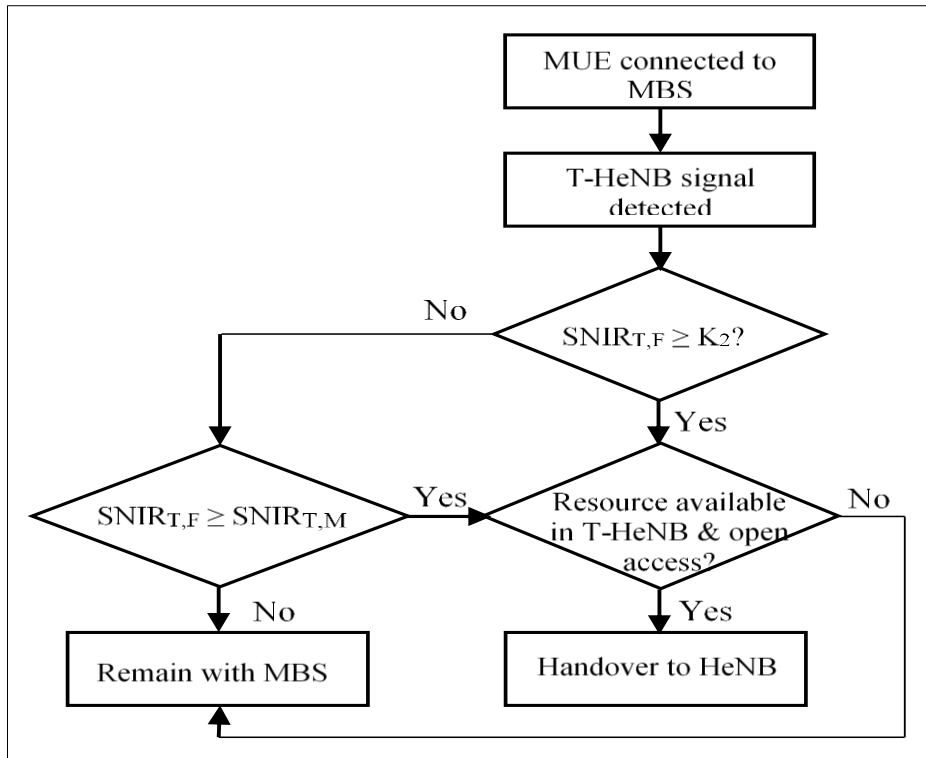 MUE connected to
MBS
T-HeNB signal
detected
No
SNIRT,F ≥ K2?
Yes
SNIRT,F ≥ SNIRT,M
Yes
Resource available
in T-HeNB & open
access?
No
No
Yes
Remain with MBS
Handover to HeNB